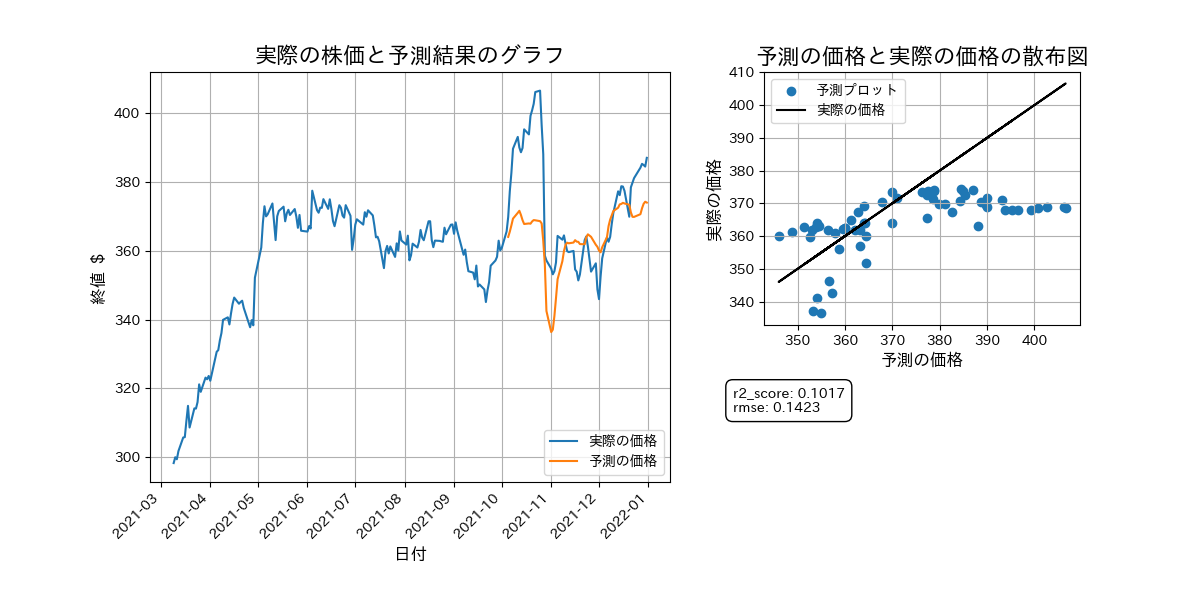 実際の株価と予測結果のグラフ
終値 $
400
380
360
340
320
300
2021-03
2021-04
2021-05
2021-06
2021-07
2021-08
2021-09
2021-10
2021-11
2021-12
2022-01
日付
実際の価格
予測の価格
予測の価格と実際の価格の散布図
実際の価格
410
400
390
380
370
360
350
340
予測プロット
実際の価格
350
360
370
380
390
400
予測の価格
r2_score: 0.1017
rmse: 0.1423